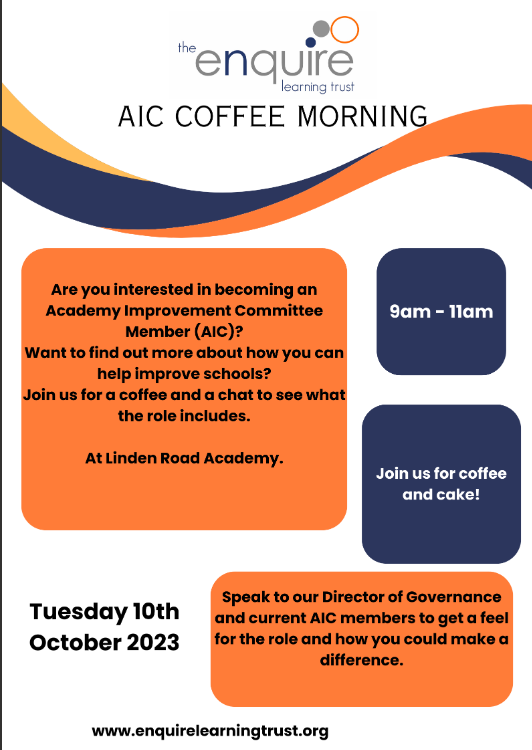 the
enquire
learning trust
AIC COFFEE MORNING
Are you interested in becoming an
Academy Improvement Committee
Member (AIC)?
Want to find out more about how you can
help improve schools?
Join us for a coffee and a chat to see what
the role includes.
At Linden Road Academy.
9am - 11am
Join us for coffee
and cake!
Tuesday 10th
October 2023
Speak to our Director of Governance
and current AIC members to get a feel
for the role and how you could make a
difference.
www.enquirelearningtrust.org